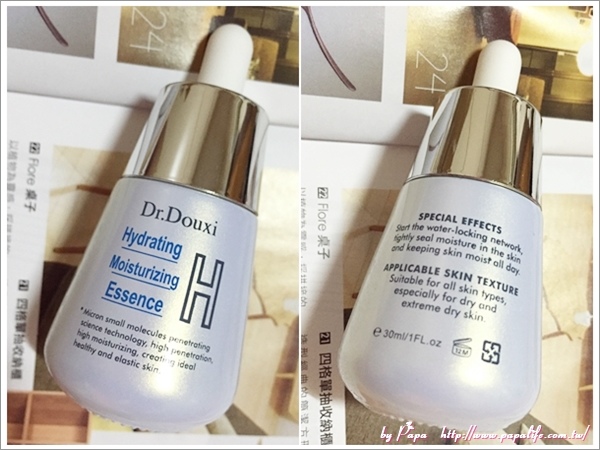 24
22 Flore 桌子
21 四格單抽收納櫃
Dr.Douxi
Hydrating
Moisturizing
Essence
H
*Micron small molecules penetrating
science technology, high penetration,
high moisturizing, creating ideal
healthy and elastic skin.
24
22 Flore 桌子
21 四格單抽收納櫃
SPECIAL EFFECTS
Start the water-locking network,
tightly seal moisture in the skin
and keeping skin moist all day.
APPLICABLE SKIN TEXTURE
Suitable for all skin types,
especially for dry and
extreme dry skin.
℮30ml/1FL.oz
12M
by Papa http://www.papalife.com.tw/